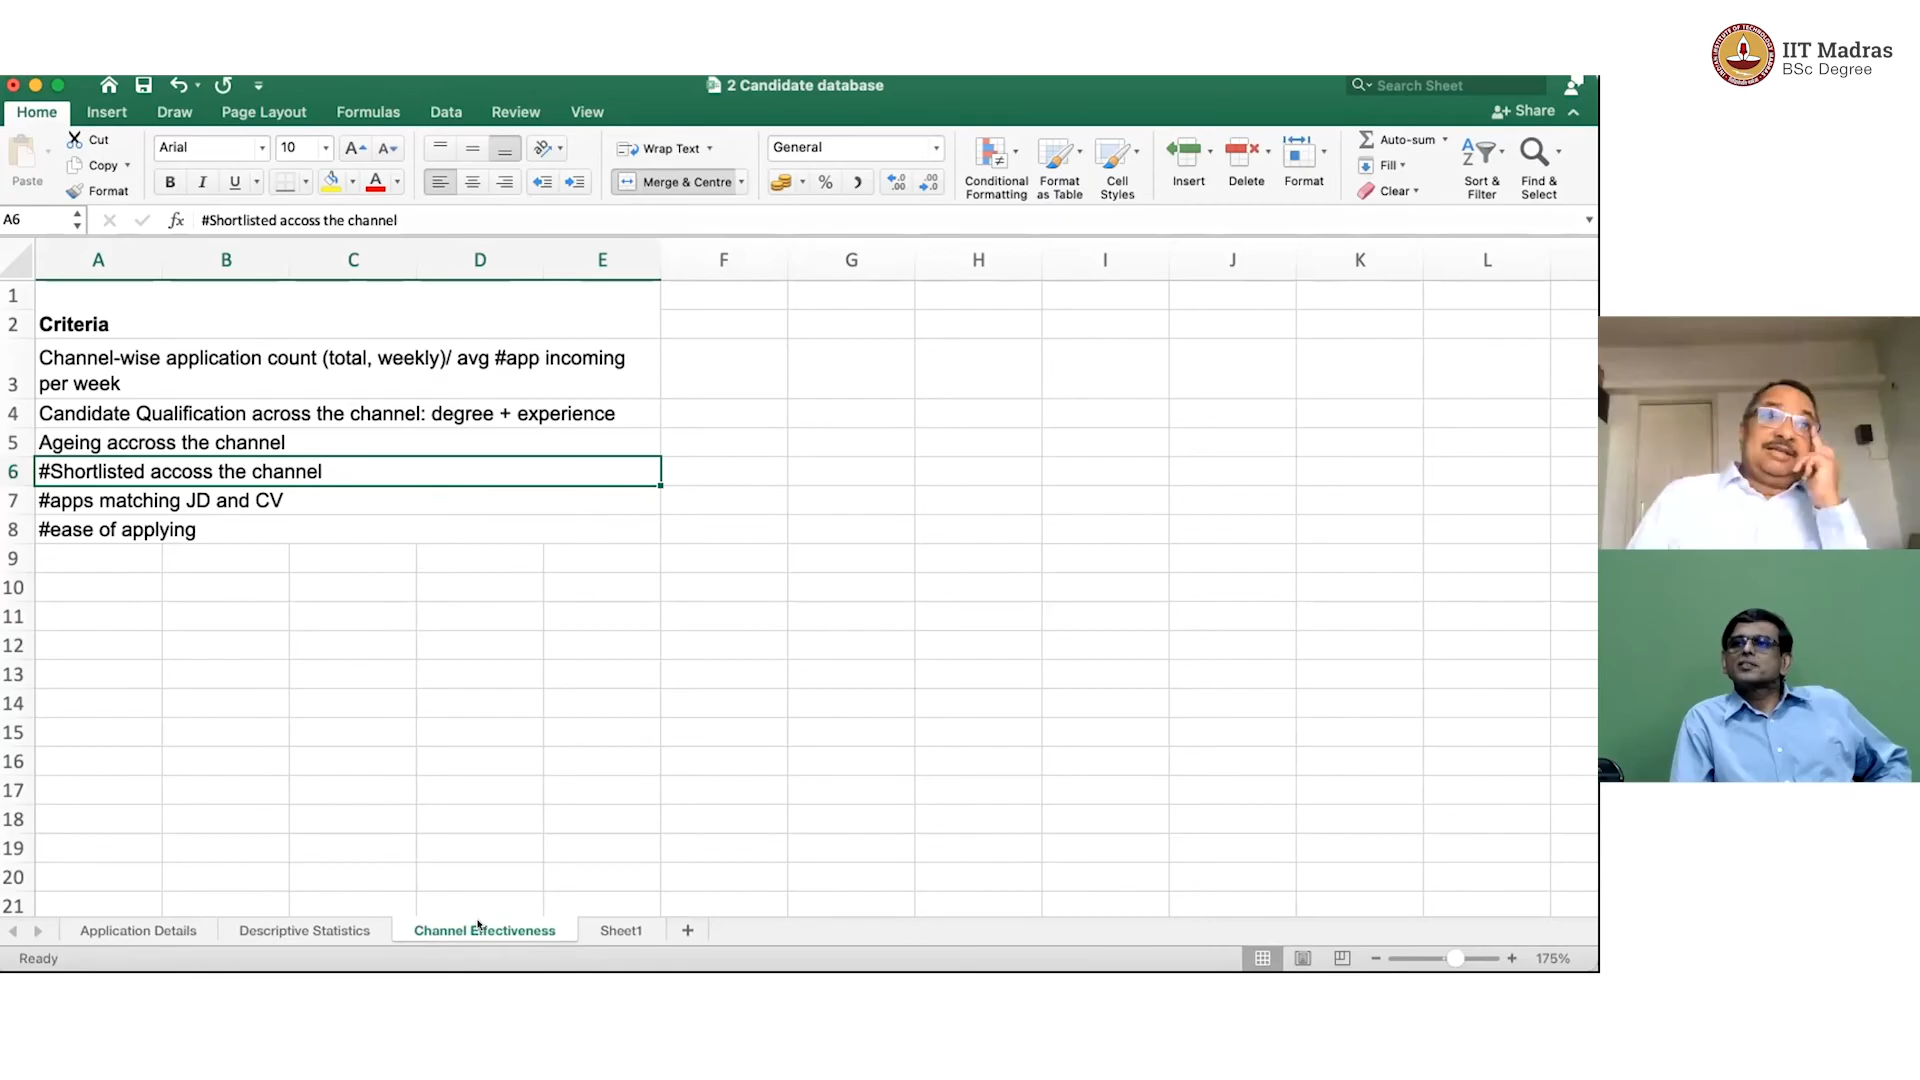 IIT Madras
BSc Degree
2 Candidate database
Search Sheet
Home Insert Draw Page Layout Formulas Data Review View
Share
Paste
Cut
Copy
Format
Arial 10
Wrap Text
Merge & Centre
General
Conditional Formatting
Format as Table
Cell Styles
Insert Delete Format
Auto-sum
Fill
Clear
Sort & Filter
Find & Select
A6 fx #Shortlisted accoss the channel
A B C D E F G H I J K L
1
2 Criteria
3 Channel-wise application count (total, weekly)/ avg #app incoming
per week
4 Candidate Qualification across the channel: degree + experience
5 Ageing accross the channel
6 #Shortlisted accoss the channel
7 #apps matching JD and CV
8 #ease of applying
9
10
11
12
13
14
15
16
17
18
19
20
21
Application Details Descriptive Statistics Channel Effectiveness Sheet1 +
Ready
175%